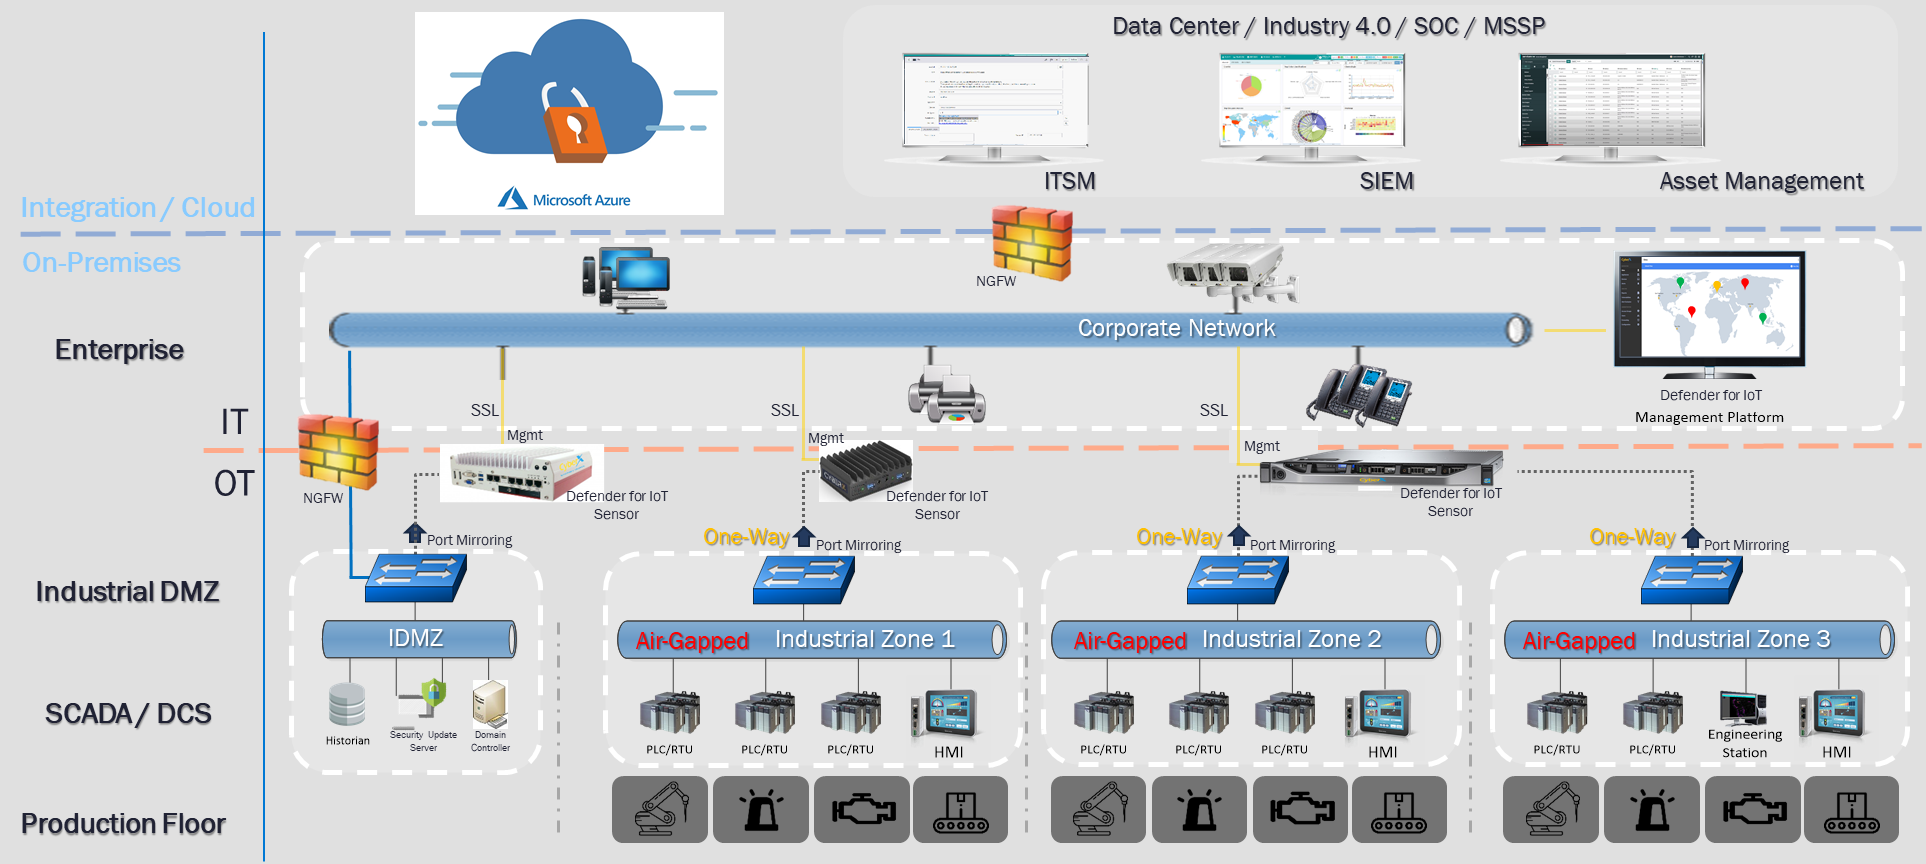 Data Center / Industry 4.0 / SOC / MSSP
Microsoft Azure
ITSM
SIEM
Asset Management
Integration / Cloud
On-Premises
NGFW
Corporate Network
Enterprise
Defender for IoT
Management Platform
IT
SSL
SSL
SSL
Mgmt
Mgmt
Mgmt
OT
NGFW
Defender for IoT
Sensor
Defender for IoT
Sensor
Defender for IoT
Sensor
Port Mirroring
One-Way
Port Mirroring
One-Way
Port Mirroring
One-Way
Port Mirroring
Industrial DMZ
IDMZ
Air-Gapped Industrial Zone 1
Air-Gapped Industrial Zone 2
Air-Gapped Industrial Zone 3
SCADA / DCS
Historian
Security Update
Server
Domain
Controller
PLC/RTU
PLC/RTU
PLC/RTU
HMI
PLC/RTU
PLC/RTU
PLC/RTU
HMI
PLC/RTU
PLC/RTU
Engineering
Station
HMI
Production Floor